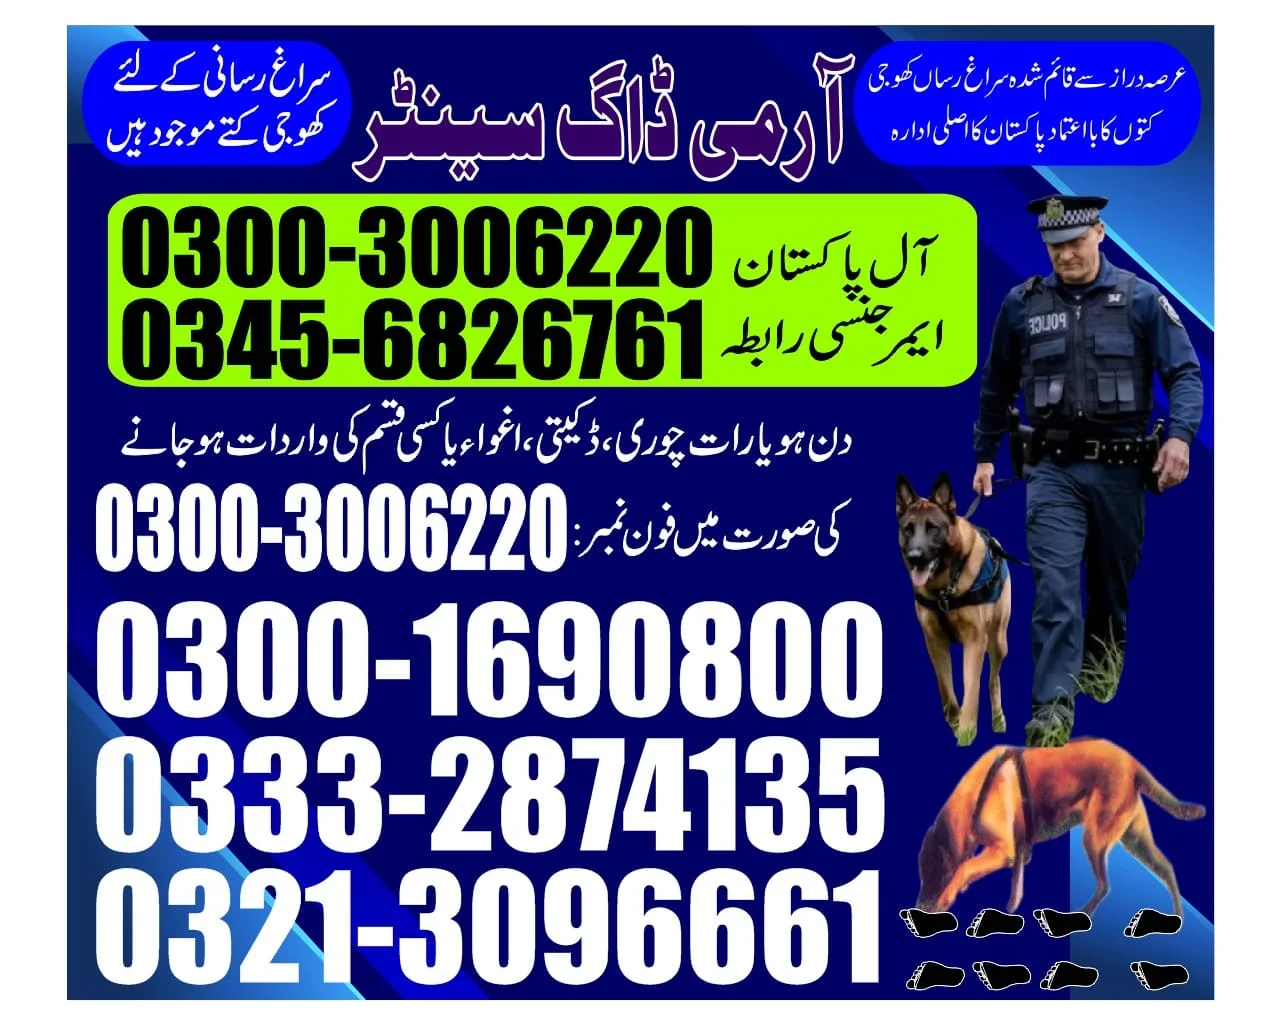 عرصہ دراز سے قائم شدہ سراغ رساں کھوجی
کتوں کا بااعتماد پاکستان کا اصلی ادارہ
آرمی ڈاگ سینٹر
سراغ رسانی کے لئے
کھوجی کتے موجود ہیں
آل پاکستان 0300-3006220
ایمرجنسی رابطہ 0345-6826761
دن ہو یا رات چوری، ڈکیتی، اغواء یا کسی قسم کی واردات ہو جانے
کی صورت میں فون نمبر: 0300-3006220
0300-1690800
0333-2874135
0321-3096661
POLICE